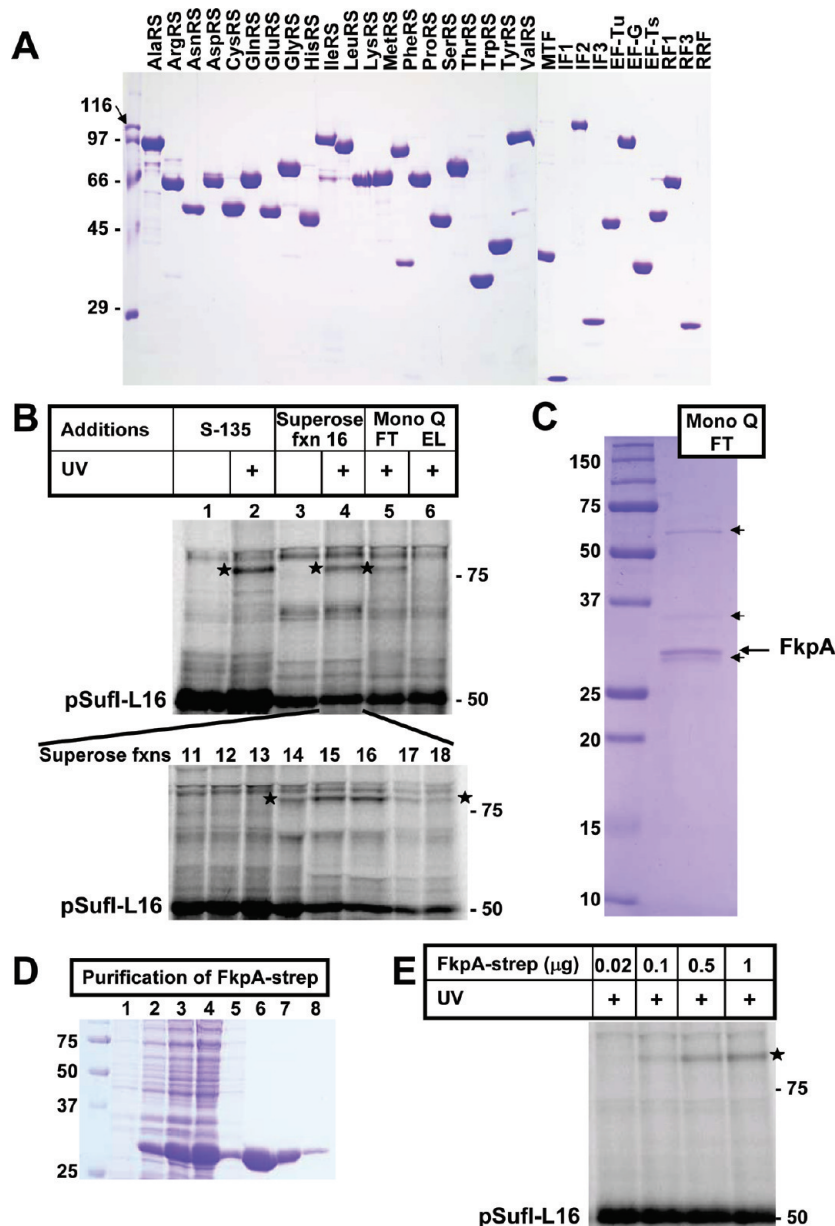 A
AlaRS
ArgRS
AsnRS
AspRS
CysRS
GlnRS
GluRS
GlyRS
HisRS
IleRS
LeuRS
LysRS
MetRS
PheRS
ProRS
SerRS
ThrRS
TrpRS
TyrRS
ValRS
MTF
IF1
IF2
IF3
EF-Tu
EF-G
EF-Ts
RF1
RF3
RRF
116
97 -
66 -
45 -
29 -
B
Additions S-135 Superose fxn 16 Mono Q FT EL
UV + + + +
1 2 3 4 5 6
- 75
pSufI-L16 - 50
Superose fxns 11 12 13 14 15 16 17 18
- 75
pSufI-L16 - 50
C
Mono Q
FT
150
75
50
37
FkpA
25
20
15
10
D
Purification of FkpA-strep
1 2 3 4 5 6 7 8
75
50
37
25
E
FkpA-strep (μg) 0.02 0.1 0.5 1
UV + + + +
- 75
pSufI-L16 - 50